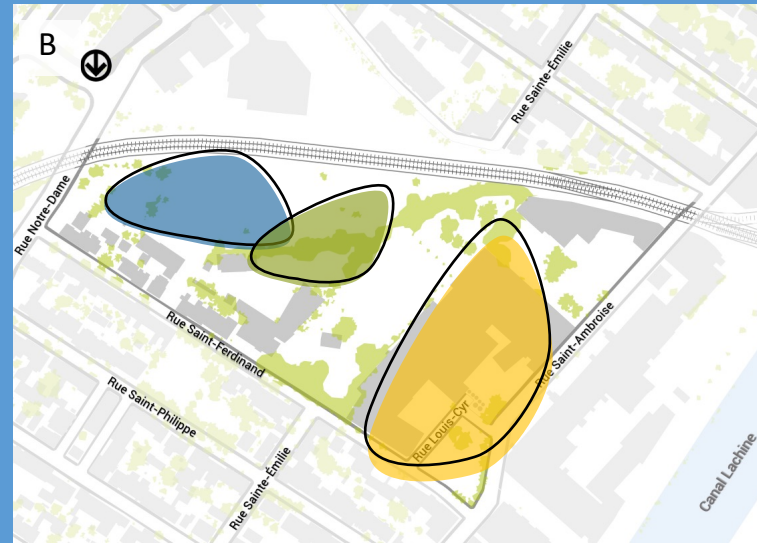 B
Rue Sainte-Émilie
Rue Notre-Dame
Rue Saint-Ferdinand
Rue Saint-Ambroise
Rue Saint-Philippe
Rue Louis-Cyr
Rue Sainte-Émilie
Canal Lachine